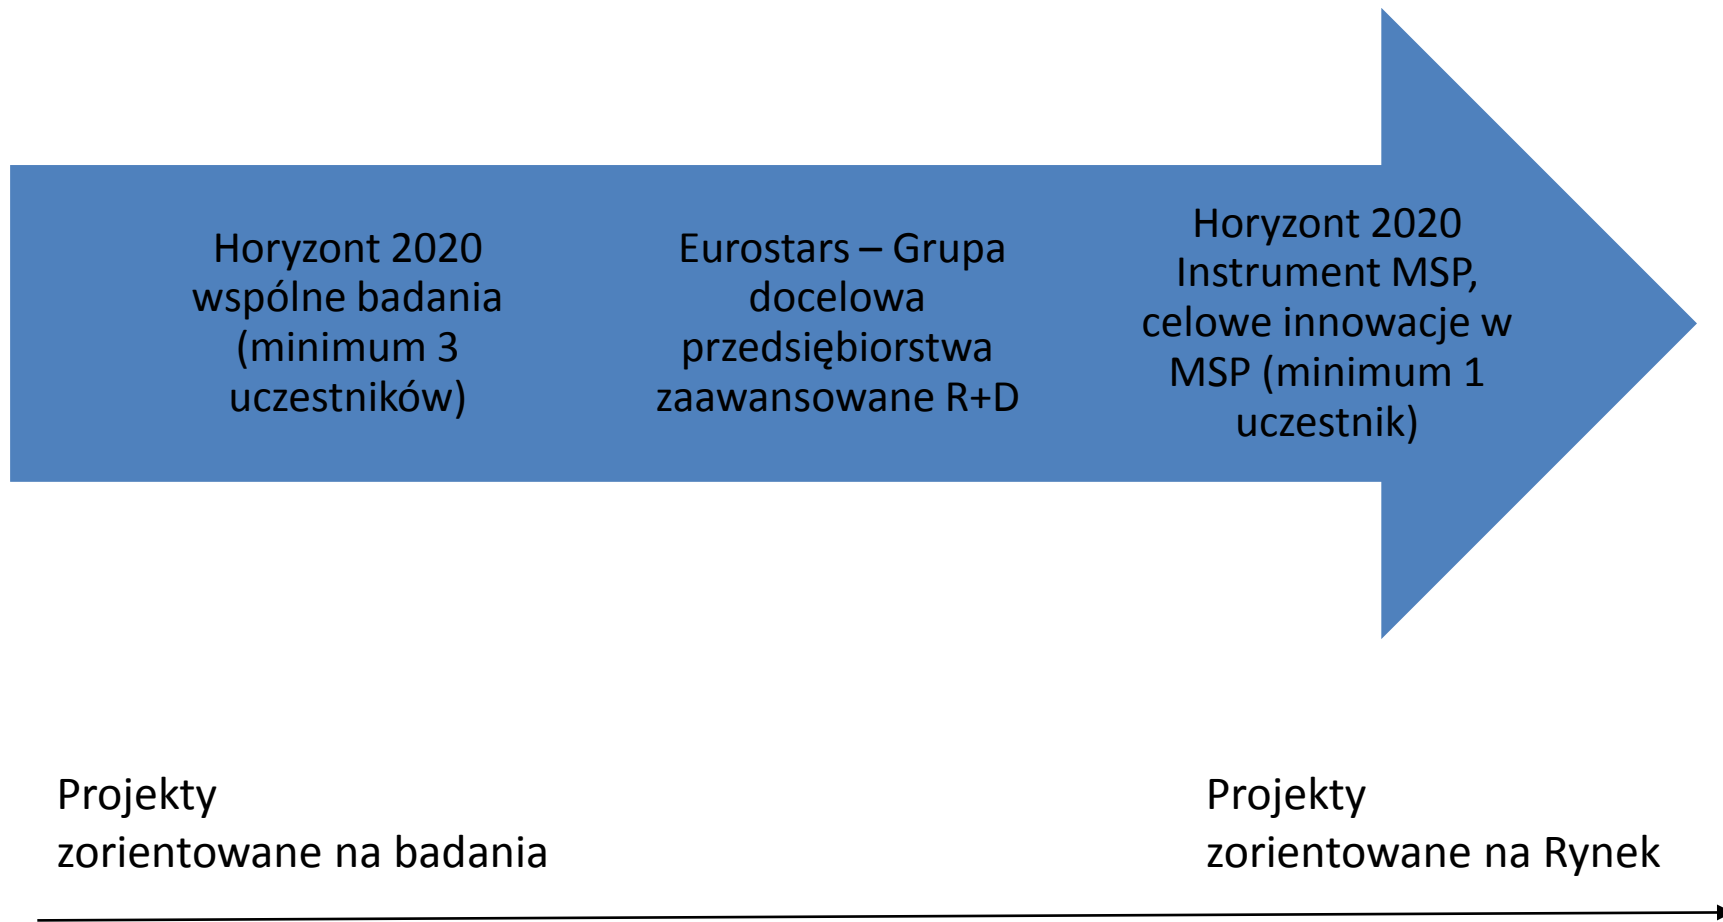 Horyzont 2020
wspólne badania
(minimum 3
uczestników)
Eurostars – Grupa
docelowa
przedsiębiorstwa
zaawansowane R+D
Horyzont 2020
Instrument MSP,
celowe innowacje w
MSP (minimum 1
uczestnik)
Projekty
zorientowane na badania
Projekty
zorientowane na Rynek